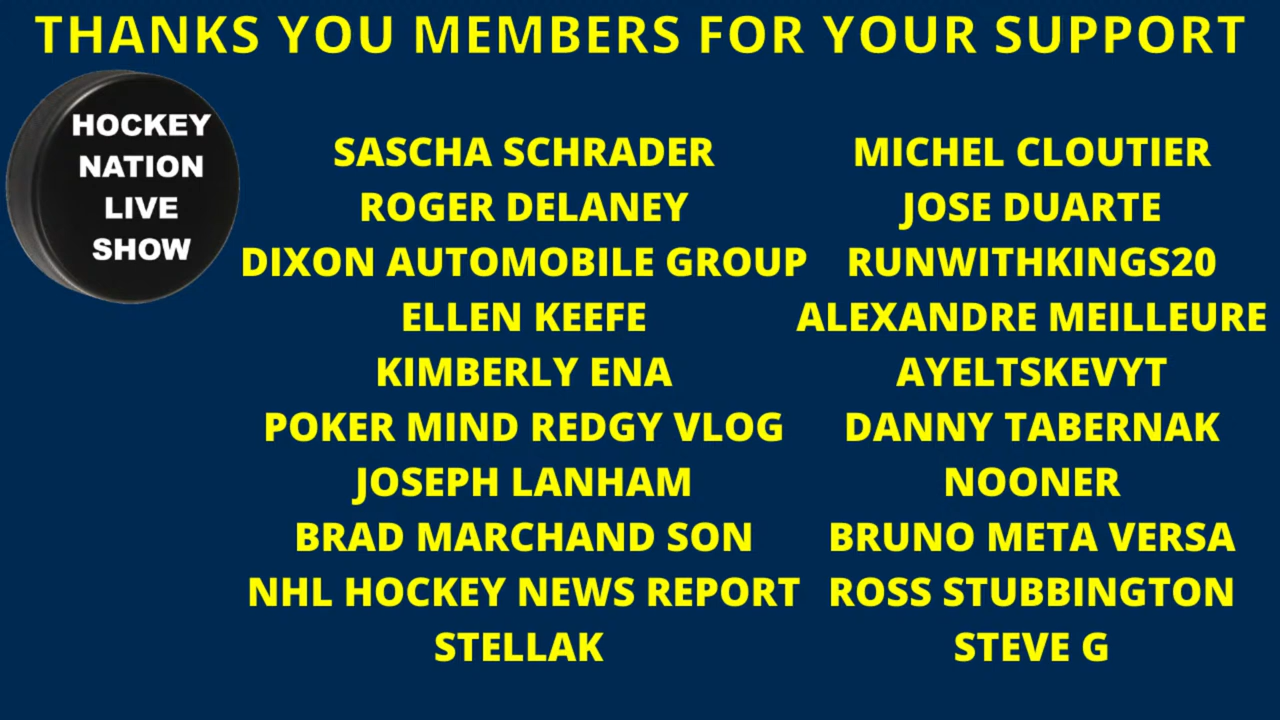 THANKS YOU MEMBERS FOR YOUR SUPPORT
HOCKEY
NATION
LIVE
SHOW
SASCHA SCHRADER
ROGER DELANEY
DIXON AUTOMOBILE GROUP
ELLEN KEEFE
KIMBERLY ENA
POKER MIND REDGY VLOG
JOSEPH LANHAM
BRAD MARCHAND SON
NHL HOCKEY NEWS REPORT
STELLAK
MICHEL CLOUTIER
JOSE DUARTE
RUNWITHKINGS20
ALEXANDRE MEILLEURE
AYELTSKEVYT
DANNY TABERNAK
NOONER
BRUNO META VERSA
ROSS STUBBINGTON
STEVE G